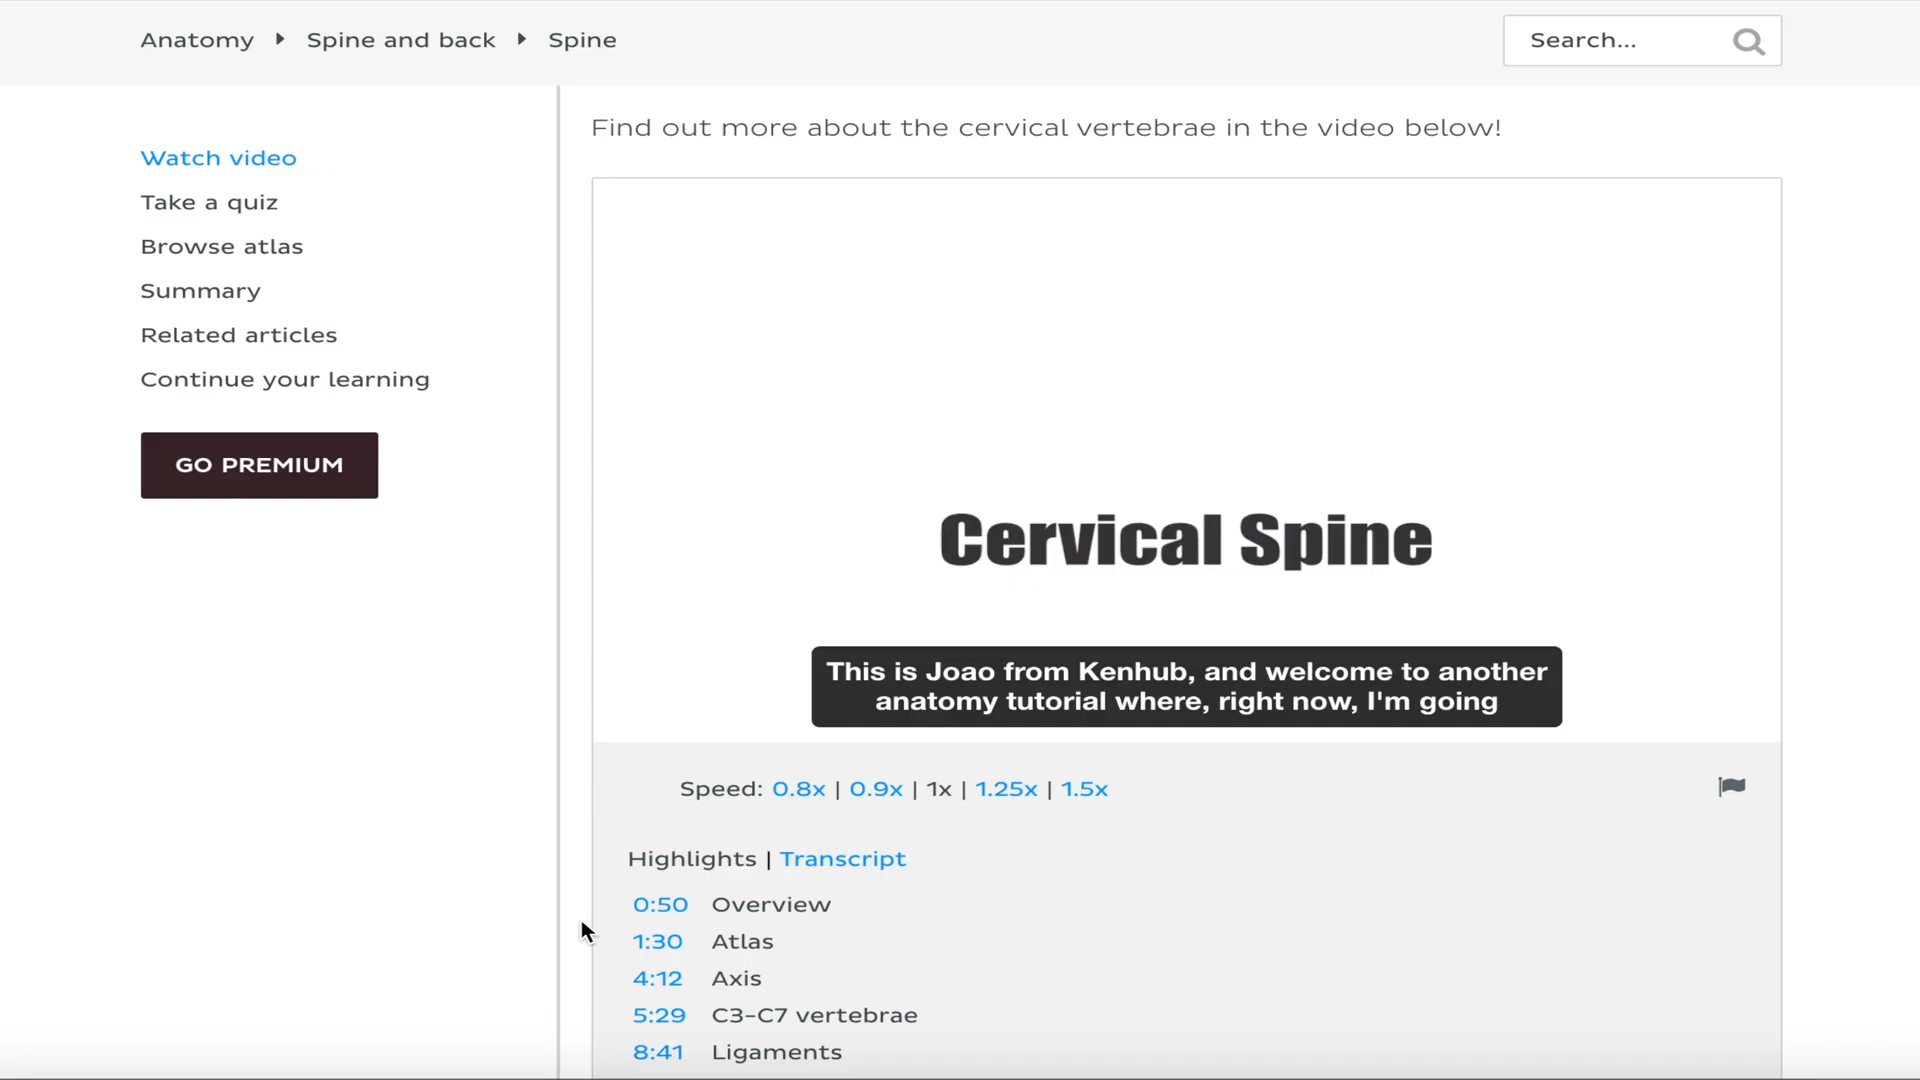 Anatomy Spine and back Spine
Search...
Watch video
Take a quiz
Browse atlas
Summary
Related articles
Continue your learning
GO PREMIUM
Find out more about the cervical vertebrae in the video below!
Cervical Spine
This is Joao from Kenhub, and welcome to another
anatomy tutorial where, right now, I'm going
Speed: 0.8x | 0.9x | 1x | 1.25x | 1.5x
Highlights | Transcript
0:50 Overview
1:30 Atlas
4:12 Axis
5:29 C3-C7 vertebrae
8:41 Ligaments